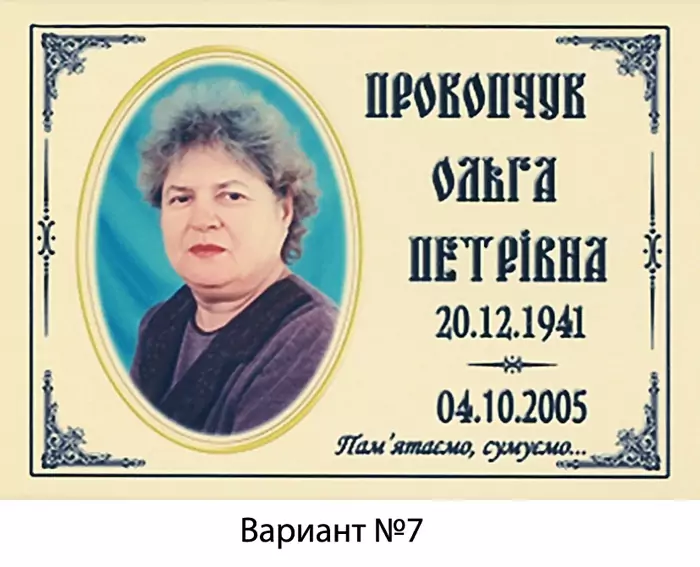 ПРОКОПЧУК
ОЛЬГА
ПЕТРІВНА
20.12.1941
04.10.2005
Пам'ятаємо, сумуємо...
Вариант №7